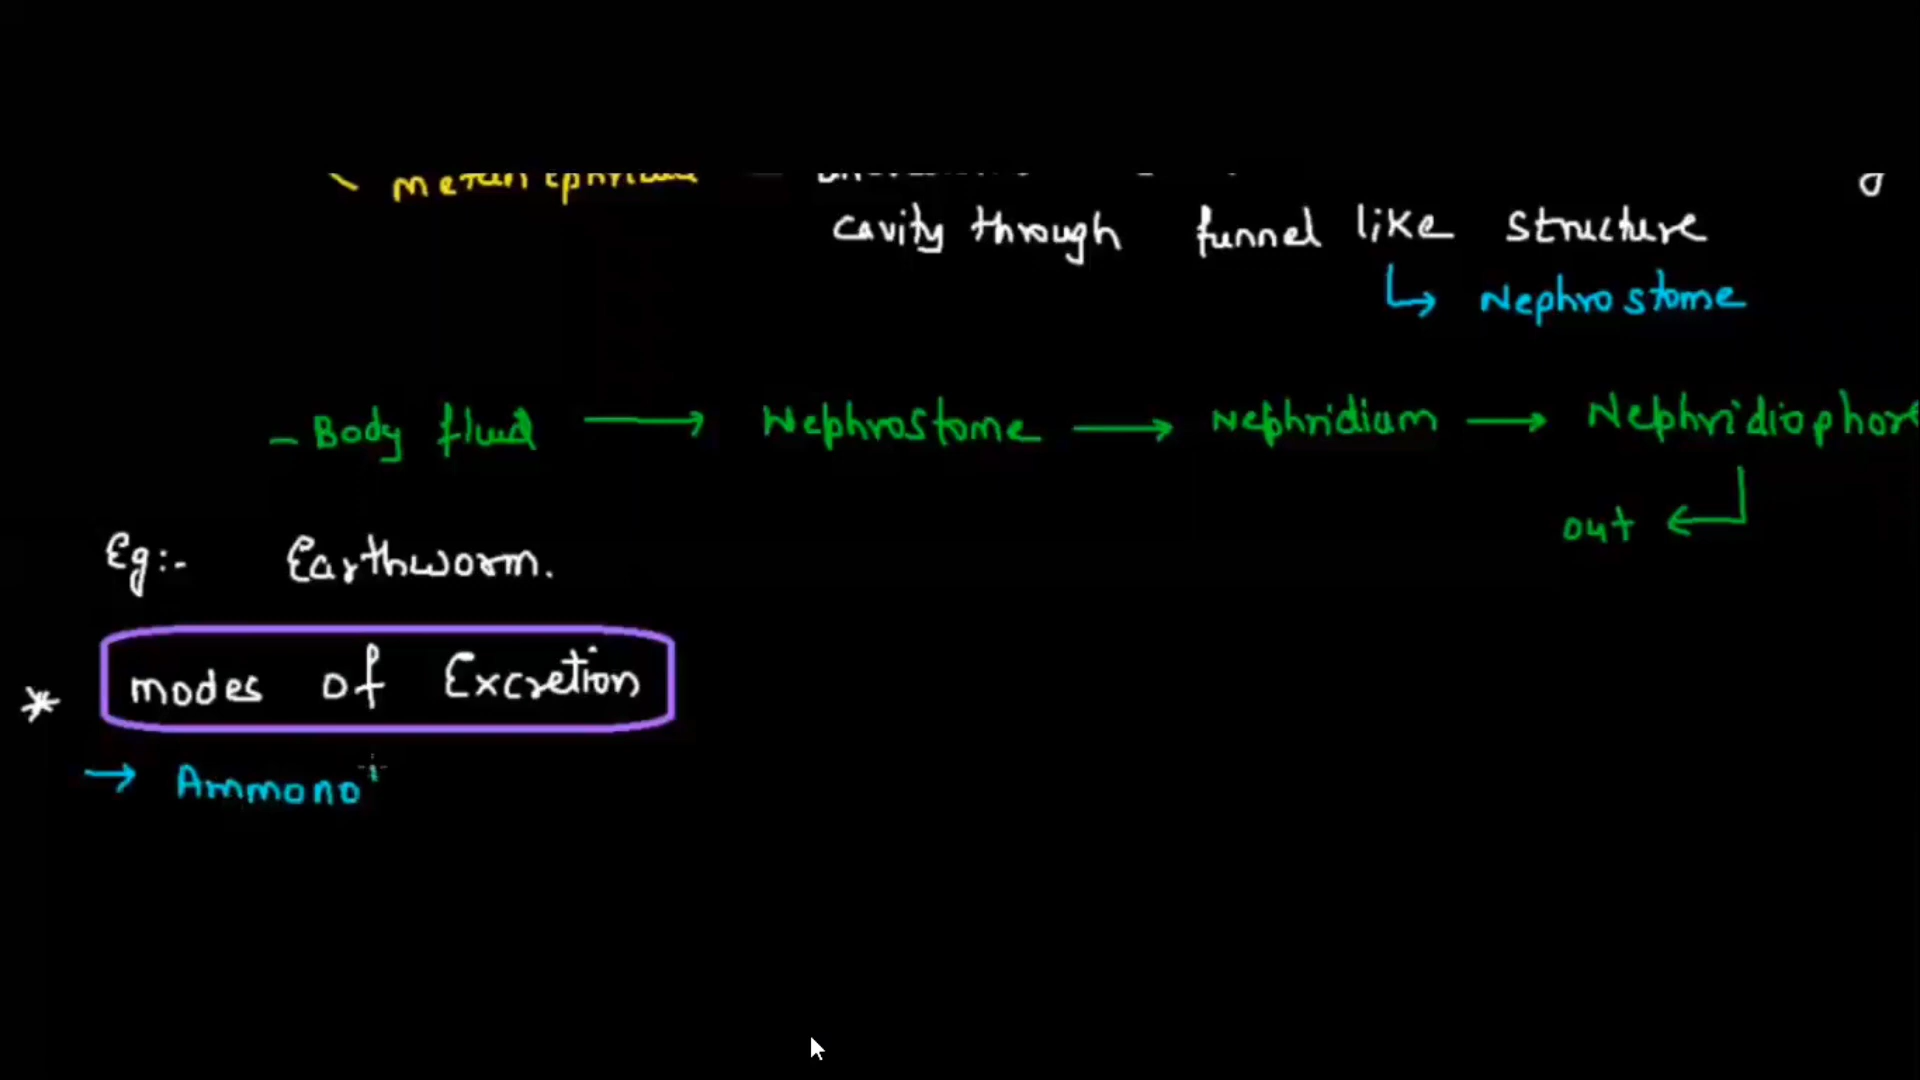 cavity through funnel like structure
↳ Nephrostome
- Body fluid → Nephrostome → Nephridium → Nephridiophor
out ←
Eg:- Earthworm.
* modes of Excretion
→ Ammono